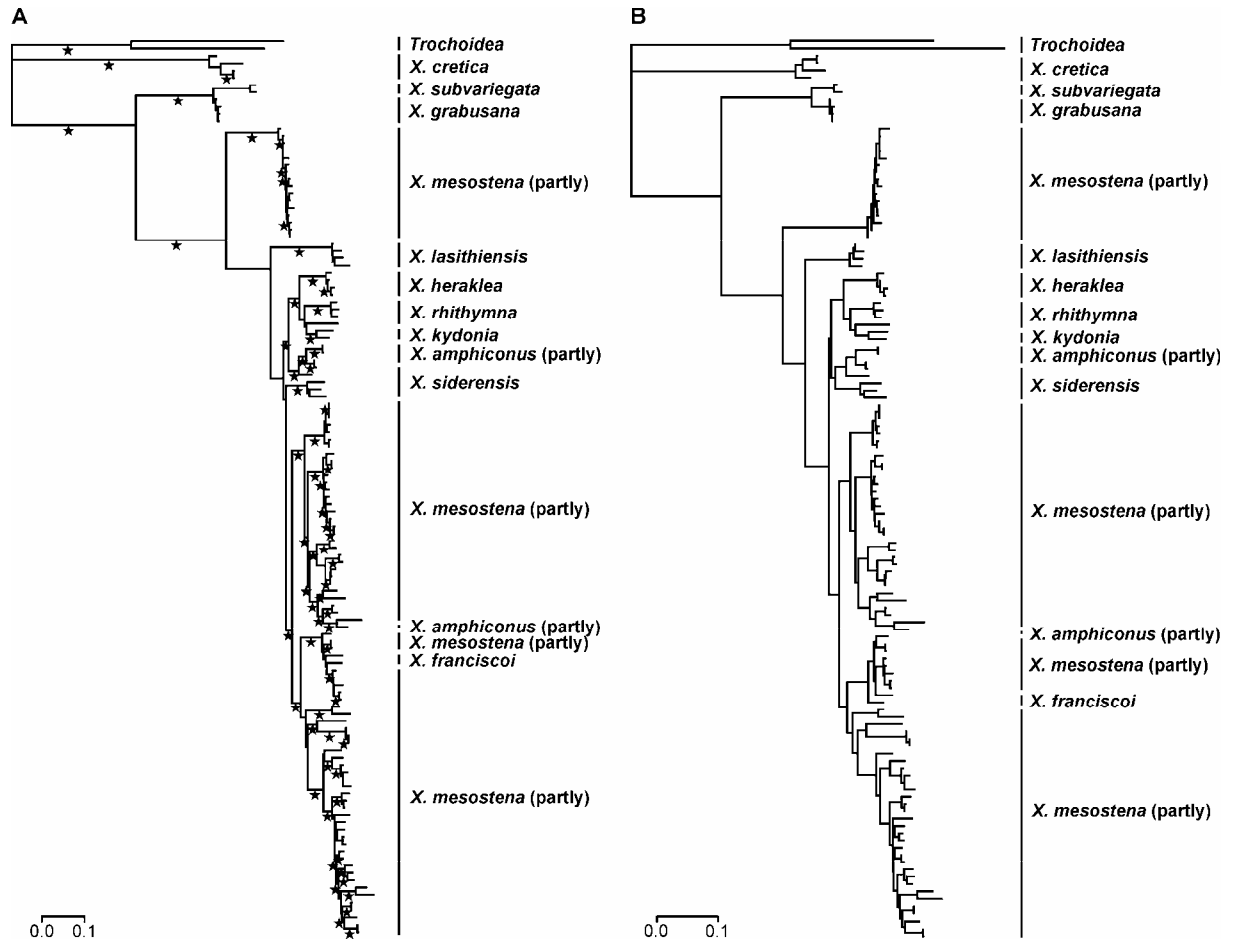 A
Trochoidea
X. cretica
X. subvariegata
X. grabusana
X. mesostena (partly)
X. lasithiensis
X. heraklea
X. rhithymna
X. kydonia
X. amphiconus (partly)
X. siderensis
X. mesostena (partly)
X. amphiconus (partly)
X. mesostena (partly)
X. franciscoi
X. mesostena (partly)
0.0 0.1
B
Trochoidea
X. cretica
X. subvariegata
X. grabusana
X. mesostena (partly)
X. lasithiensis
X. heraklea
X. rhithymna
X. kydonia
X. amphiconus (partly)
X. siderensis
X. mesostena (partly)
X. amphiconus (partly)
X. mesostena (partly)
X. franciscoi
X. mesostena (partly)
0.0 0.1